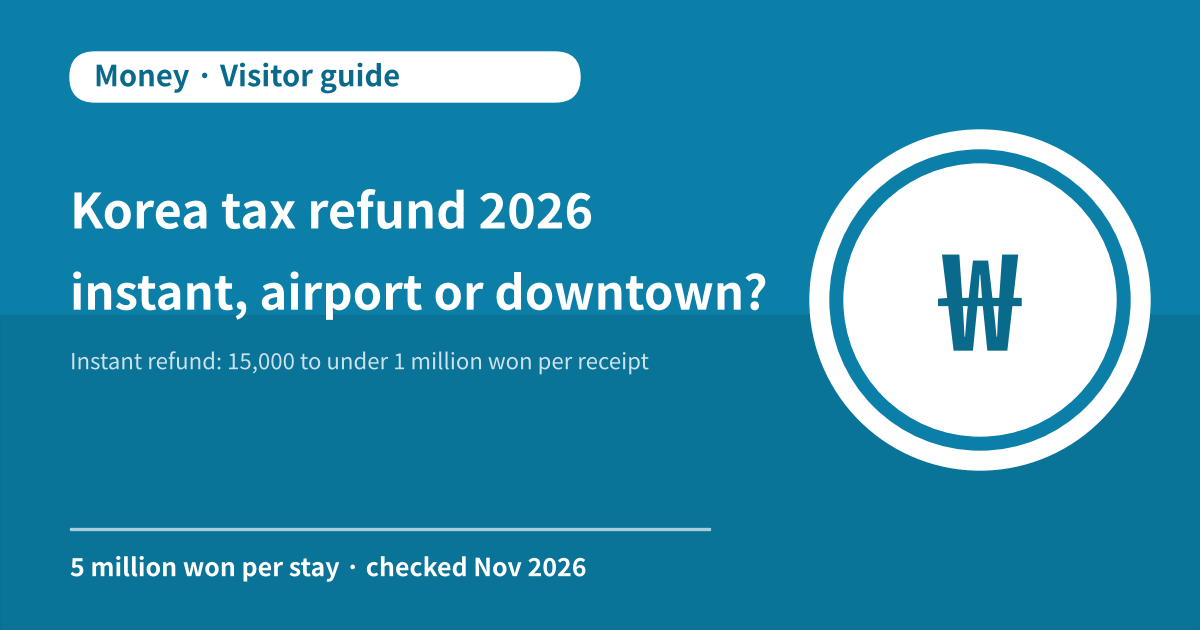 Money · Visitor guide
Korea tax refund 2026
instant, airport or downtown?
Instant refund: 15,000 to under 1 million won per receipt
₩
5 million won per stay · checked Nov 2026